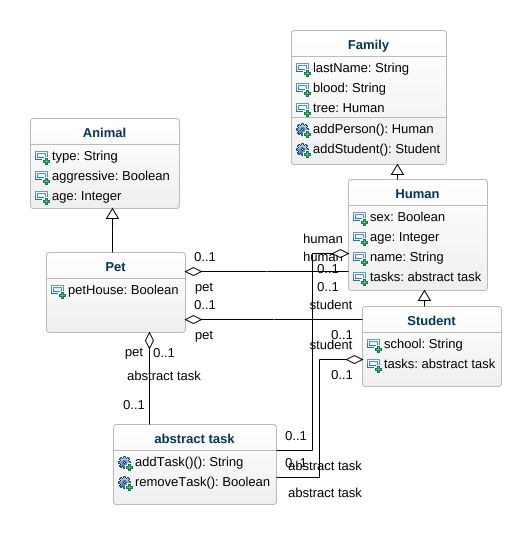 Family
lastName: String
blood: String
tree: Human
addPerson(): Human
addStudent(): Student
Animal
type: String
aggressive: Boolean
age: Integer
Human
sex: Boolean
age: Integer
name: String
tasks: abstract task
Pet
petHouse: Boolean
0..1
pet
0..1
pet
human
human
0..1
0..1
student
0..1
student
0..1
Student
school: String
tasks: abstract task
pet
0..1
abstract task
0..1
abstract task
addTask()(): String
removeTask(): Boolean
0..1
0..1
abstract task
abstract task